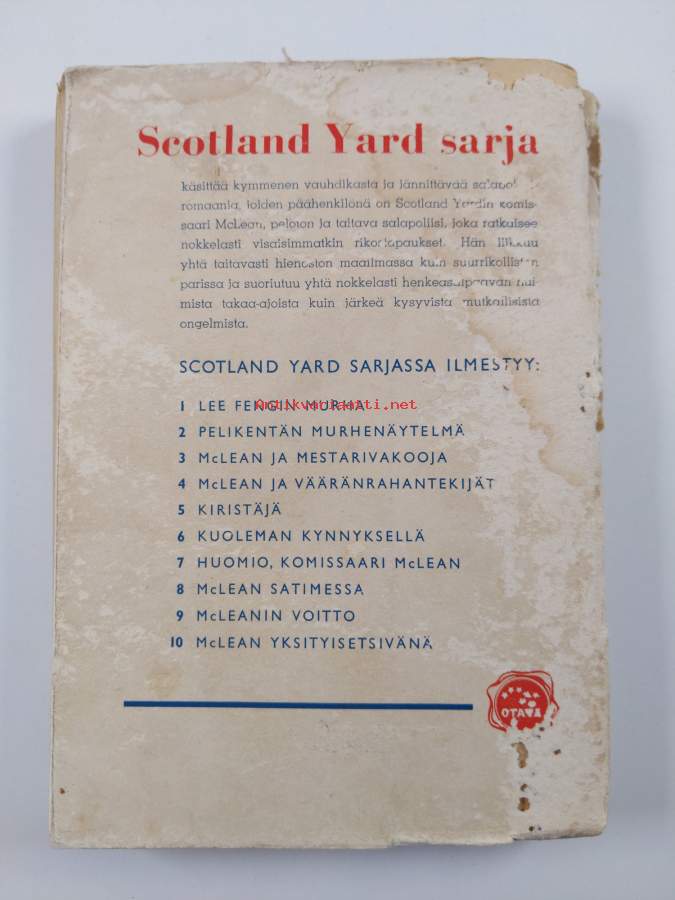 Scotland Yard sarja
käsittää kymmenen vauhdikasta ja jännittävää
romaania, joiden päähenkilönä on Scotland Yardin komis-
saari McLean, peloton ja taitava salapoliisi, joka ratkaisee
nokkelasti visaisimmatkin rikostapaukset. Hän liikkuu
yhtä taitavasti hienoston maailmassa kuin suurrikollisten
parissa ja suoriutuu yhtä nokkelasti henkeäsalpaavan hui-
mista takaa-ajoista kuin järkeä kysyvistä mutkallisista
ongelmista.
SCOTLAND YARD SARJASSA ILMESTYY:
1 LEE FENGIN MURHA
Antikvariaatti.net
2 PELIKENTÄN MURHENÄYTELMÄ
3 McLEAN JA MESTARIVAKOOJA
4 McLEAN JA VÄÄRÄNRAHANTEKIJÄT
5 KIRISTÄJÄ
6 KUOLEMAN KYNNYKSELLÄ
7 HUOMIO, KOMISSAARI McLEAN
8 McLEAN SATIMESSA
9 McLEANIN VOITTO
10 McLEAN YKSITYISETSIVÄNÄ
OTAVA